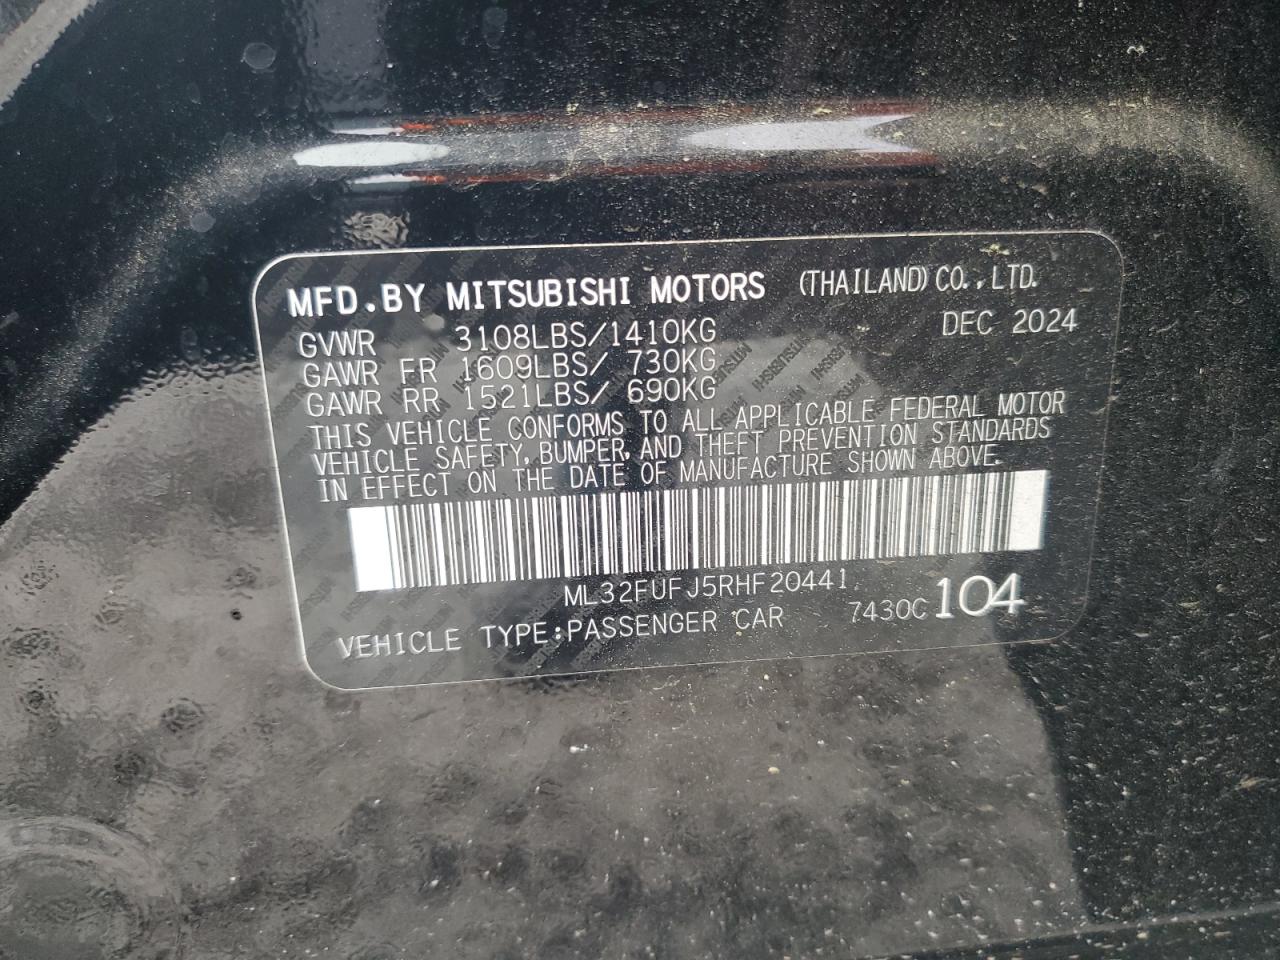 MFD.BY MITSUBISHI MOTORS (THAILAND)CO.,LTD.
GVWR 3108LBS/1410KG DEC 2024
GAWR FR 1609LBS/ 730KG
GAWR RR 1521LBS/ 690KG
THIS VEHICLE CONFORMS TO ALL APPLICABLE FEDERAL MOTOR
VEHICLE SAFETY, BUMPER, AND THEFT PREVENTION STANDARDS
IN EFFECT ON THE DATE OF MANUFACTURE SHOWN ABOVE.
ML32FUFJ5RHF20441
VEHICLE TYPE:PASSENGER CAR 7430C 104